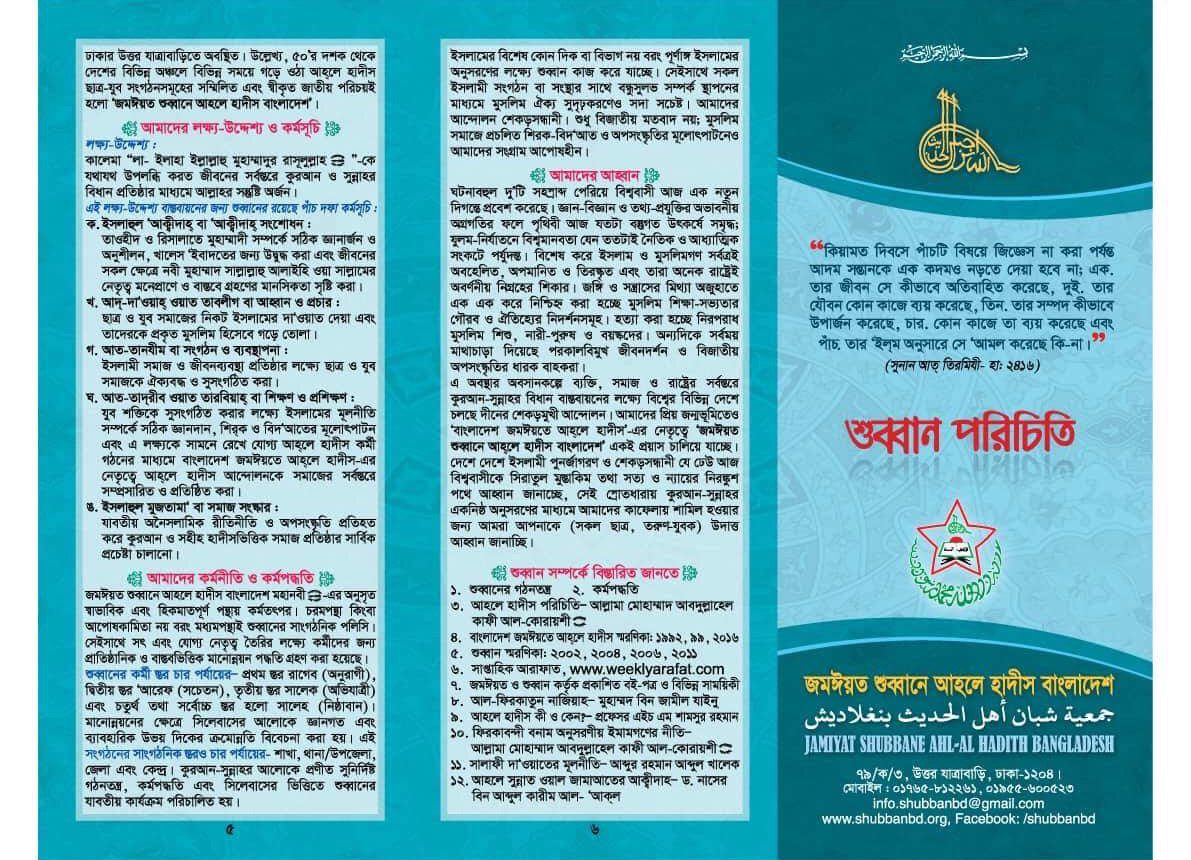 ঢাকার উত্তর যাত্রাবাড়িতে অবস্থিত। উল্লেখ্য, ৫০'র দশক থেকে
দেশের বিভিন্ন অঞ্চলে বিভিন্ন সময়ে গড়ে ওঠা আহ্‌লে হাদীস
ছাত্র-যুব সংগঠনসমূহের সম্মিলিত এবং স্বীকৃত জাতীয় পরিচয়ই
হলো 'জমঈয়ত শুব্বানে আহলে হাদীস বাংলাদেশ'।
আমাদের লক্ষ্য-উদ্দেশ্য ও কর্মসূচি
লক্ষ্য-উদ্দেশ্য :
কালেমা "লা- ইলাহা ইল্লাল্লাহু মুহাম্মাদুর রাসূলুল্লাহ ﷺ "-কে
যথাযথ উপলব্ধি করত জীবনের সর্বস্তরে কুরআন ও সুন্নাহর
বিধান প্রতিষ্ঠার মাধ্যমে আল্লাহর সন্তুষ্টি অর্জন।
এই লক্ষ্য-উদ্দেশ্য বাস্তবায়নের জন্য শুব্বানের রয়েছে পাঁচ দফা কর্মসূচি :
ক. ইসলাহুল 'আক্বীদাহ্ বা 'আক্বীদাহ্ সংশোধন :
তাওহীদ ও রিসালাতে মুহাম্মাদী সম্পর্কে সঠিক জ্ঞানার্জন ও
অনুশীলন, খালেস 'ইবাদতের জন্য উদ্বুদ্ধ করা এবং জীবনের
সকল ক্ষেত্রে নবী মুহাম্মাদ সাল্লাল্লাহু আলাইহি ওয়া সাল্লামের
নেতৃত্ব মনেপ্রাণে ও বাস্তবে গ্রহণের মানসিকতা সৃষ্টি করা।
খ. আদ্-দা'ওয়াহ্ ওয়াত তাবলীগ বা আহ্বান ও প্রচার :
ছাত্র ও যুব সমাজের নিকট ইসলামের দা'ওয়াত দেয়া এবং
তাদেরকে প্রকৃত মুসলিম হিসেবে গড়ে তোলা।
গ. আত-তানযীম বা সংগঠন ও ব্যবস্থাপনা :
ইসলামী সমাজ ও জীবনব্যবস্থা প্রতিষ্ঠার লক্ষ্যে ছাত্র ও যুব
সমাজকে ঐক্যবদ্ধ ও সুসংগঠিত করা।
ঘ. আত-তাদ্‌রীব ওয়াত তারবিয়াহ্ বা শিক্ষণ ও প্রশিক্ষণ :
যুব শক্তিকে সুসংগঠিত করার লক্ষ্যে ইসলামের মূলনীতি
সম্পর্কে সঠিক জ্ঞানদান, শির্‌ক ও বিদ'আতের মূলোৎপাটন
এবং এ লক্ষ্যকে সামনে রেখে যোগ্য আহ্‌লে হাদীস কর্মী
গঠনের মাধ্যমে বাংলাদেশ জমঈয়তে আহ্‌লে হাদীস-এর
নেতৃত্বে আহ্‌লে হাদীস আন্দোলনকে সমাজের সর্বস্তরে
সম্প্রসারিত ও প্রতিষ্ঠিত করা।
ঙ. ইসলাহুল মুজতামা' বা সমাজ সংস্কার :
যাবতীয় অনৈসলামিক রীতিনীতি ও অপসংস্কৃতি প্রতিহত
করে কুরআন ও সহীহ হাদীসভিত্তিক সমাজ প্রতিষ্ঠার সার্বিক
প্রচেষ্টা চালানো।
আমাদের কর্মনীতি ও কর্মপদ্ধতি
জমঈয়ত শুব্বানে আহলে হাদীস বাংলাদেশ মহানবী ﷺ-এর অনুসৃত
স্বাভাবিক এবং হিকমাতপূর্ণ পন্থায় কর্মতৎপর। চরমপন্থা কিংবা
আপোষকামিতা নয় বরং মধ্যমপন্থাই শুব্বানের সাংগঠনিক পলিসি।
সেইসাথে সৎ এবং যোগ্য নেতৃত্ব তৈরির লক্ষ্যে কর্মীদের জন্য
প্রাতিষ্ঠানিক ও বাস্তবভিত্তিক মানোন্নয়ন পদ্ধতি গ্রহণ করা হয়েছে।
শুব্বানের কর্মী স্তর চার পর্যায়ের– প্রথম স্তর রাগেব (অনুরাগী),
দ্বিতীয় স্তর 'আরেফ (সচেতন), তৃতীয় স্তর সালেক (অভিযাত্রী)
এবং চতুর্থ তথা সর্বোচ্চ স্তর হলো সালেহ (নিষ্ঠাবান)।
মানোন্নয়নের ক্ষেত্রে সিলেবাসের আলোকে জ্ঞানগত এবং
ব্যাবহারিক উভয় দিকের ক্রমোন্নতি বিবেচনা করা হয়। এই
সংগঠনের সাংগঠনিক স্তরও চার পর্যায়ের- শাখা, থানা/উপজেলা,
জেলা এবং কেন্দ্র। কুরআন-সুন্নাহর আলোকে প্রণীত সুনির্দিষ্ট
গঠনতন্ত্র, কর্মপদ্ধতি এবং সিলেবাসের ভিত্তিতে শুব্বানের
যাবতীয় কার্যক্রম পরিচালিত হয়।
৫
ইসলামের বিশেষ কোন দিক বা বিভাগ নয় বরং পূর্ণাঙ্গ ইসলামের
অনুসরণের লক্ষ্যে শুব্বান কাজ করে যাচ্ছে। সেইসাথে সকল
ইসলামী সংগঠন বা সংস্থার সাথে বন্ধুসুলভ সম্পর্ক স্থাপনের
মাধ্যমে মুসলিম ঐক্য সুদৃঢ়করণেও সদা সচেষ্ট। আমাদের
আন্দোলন শেকড়সন্ধানী। শুধু বিজাতীয় মতবাদ নয়; মুসলিম
সমাজে প্রচলিত শিরক-বিদ'আত ও অপসংস্কৃতির মূলোৎপাটনেও
আমাদের সংগ্রাম আপোষহীন।
আমাদের আহ্বান
ঘটনাবহুল দু'টি সহস্রাব্দ পেরিয়ে বিশ্ববাসী আজ এক নতুন
দিগন্তে প্রবেশ করেছে। জ্ঞান-বিজ্ঞান ও তথ্য-প্রযুক্তির অভাবনীয়
অগ্রগতির ফলে পৃথিবী আজ যতটা বস্তুগত উৎকর্ষে সমৃদ্ধ;
যুলম-নির্যাতনে বিশ্বমানবতা যেন ততটাই নৈতিক ও আধ্যাত্মিক
সংকটে পর্যুদস্ত। বিশেষ করে ইসলাম ও মুসলিমগণ সর্বত্রই
অবহেলিত, অপমানিত ও তিরস্কৃত এবং তারা অনেক রাষ্ট্রেই
অবর্ণনীয় নিগ্রহের শিকার। জঙ্গি ও সন্ত্রাসের মিথ্যা অজুহাতে
এক এক করে নিশ্চিহ্ন করা হচ্ছে মুসলিম শিক্ষা-সভ্যতার
গৌরব ও ঐতিহ্যের নিদর্শনসমূহ। হত্যা করা হচ্ছে নিরপরাধ
মুসলিম শিশু, নারী-পুরুষ ও বয়স্কদের। অন্যদিকে সর্বময়
মাথাচাড়া দিয়েছে পরকালবিমুখ জীবনদর্শন ও বিজাতীয়
অপসংস্কৃতির ধারক বাহকরা।
এ অবস্থার অবসানকল্পে ব্যক্তি, সমাজ ও রাষ্ট্রের সর্বস্তরে
কুরআন-সুন্নাহর বিধান বাস্তবায়নের লক্ষ্যে বিশ্বের বিভিন্ন দেশে
চলছে দীনের শেকড়মুখী আন্দোলন। আমাদের প্রিয় জন্মভূমিতেও
'বাংলাদেশ জমঈয়তে আহ্‌লে হাদীস'-এর নেতৃত্বে 'জমঈয়ত
শুব্বানে আহ্‌লে হাদীস বাংলাদেশ' একই প্রয়াস চালিয়ে যাচ্ছে।
দেশে দেশে ইসলামী পুনর্জাগরণ ও শেকড়সন্ধানী যে ঢেউ আজ
বিশ্ববাসীকে সিরাতুল মুস্তাকিম তথা সত্য ও ন্যায়ের নিরঙ্কুশ
পথে আহ্বান জানাচ্ছে, সেই স্রোতধারায় কুরআন-সুন্নাহর
একনিষ্ঠ অনুসরণের মাধ্যমে আমাদের কাফেলায় শামিল হওয়ার
জন্য আমরা আপনাকে (সকল ছাত্র, তরুণ-যুবক) উদাত্ত
আহ্বান জানাচ্ছি।
শুব্বান সম্পর্কে বিস্তারিত জানতে
১. শুব্বানের গঠনতন্ত্র ২. কর্মপদ্ধতি
৩. আহলে হাদীস পরিচিতি– আল্লামা মোহাম্মাদ আবদুল্লাহেল
কাফী আল-কোরায়শী
৪. বাংলাদেশ জমঈয়তে আহ্‌লে হাদীস স্মরণিকা: ১৯৯২, ৯৯, ২০১৬
৫. শুব্বান স্মরণিকা: ২০০২, ২০০৪, ২০০৬, ২০১১
৬. সাপ্তাহিক আরাফাত, www.weeklyarafat.com
৭. জমঈয়ত ও শুব্বান কর্তৃক প্রকাশিত বই-পত্র ও বিভিন্ন সাময়িকী
৮. আল-ফিরকাতুন নাজিয়াহ– মুহাম্মদ বিন জামীল যাইনু
৯. আহলে হাদীস কী ও কেন?– প্রফেসর এইচ এম শামসুর রহমান
১০. ফিরকাবন্দী বনাম অনুসরণীয় ইমামগণের নীতি–
আল্লামা মোহাম্মাদ আবদুল্লাহেল কাফী আল-কোরায়শী
১১. সালাফী দা'ওয়াতের মূলনীতি– আব্দুর রহমান আব্দুল খালেক
১২. আহলে সুন্নাত ওয়াল জামাআতের আক্বীদাহ– ড. নাসের
বিন আব্দুল কারীম আল- 'আক্‌ল
৬
بسم الله الرحمن الرحيم
"কিয়ামত দিবসে পাঁচটি বিষয়ে জিজ্ঞেস না করা পর্যন্ত
আদম সন্তানকে এক কদমও নড়তে দেয়া হবে না; এক.
তার জীবন সে কীভাবে অতিবাহিত করেছে, দুই. তার
যৌবন কোন কাজে ব্যয় করেছে, তিন. তার সম্পদ কীভাবে
উপার্জন করেছে, চার. কোন কাজে তা ব্যয় করেছে এবং
পাঁচ. তার 'ইল্‌ম অনুসারে সে 'আমল করেছে কি-না।"
(সুনান আত্ তিরমিযী- হাঃ ২৪১৬)
শুব্বান পরিচিতি
জমঈয়ত শুব্বানে আহলে হাদীস বাংলাদেশ
جمعية شبان أهل الحديث بنغلاديش
JAMIYAT SHUBBANE AHL-AL HADITH BANGLADESH
৭৯/ক/৩, উত্তর যাত্রাবাড়ি, ঢাকা-১২০৪।
মোবাইল : ০১৭৬৫-৮১২২৬১, ০১৯৫৫-৬০০৫২৩
info.shubbanbd@gmail.com
www.shubbanbd.org, Facebook: /shubbanbd